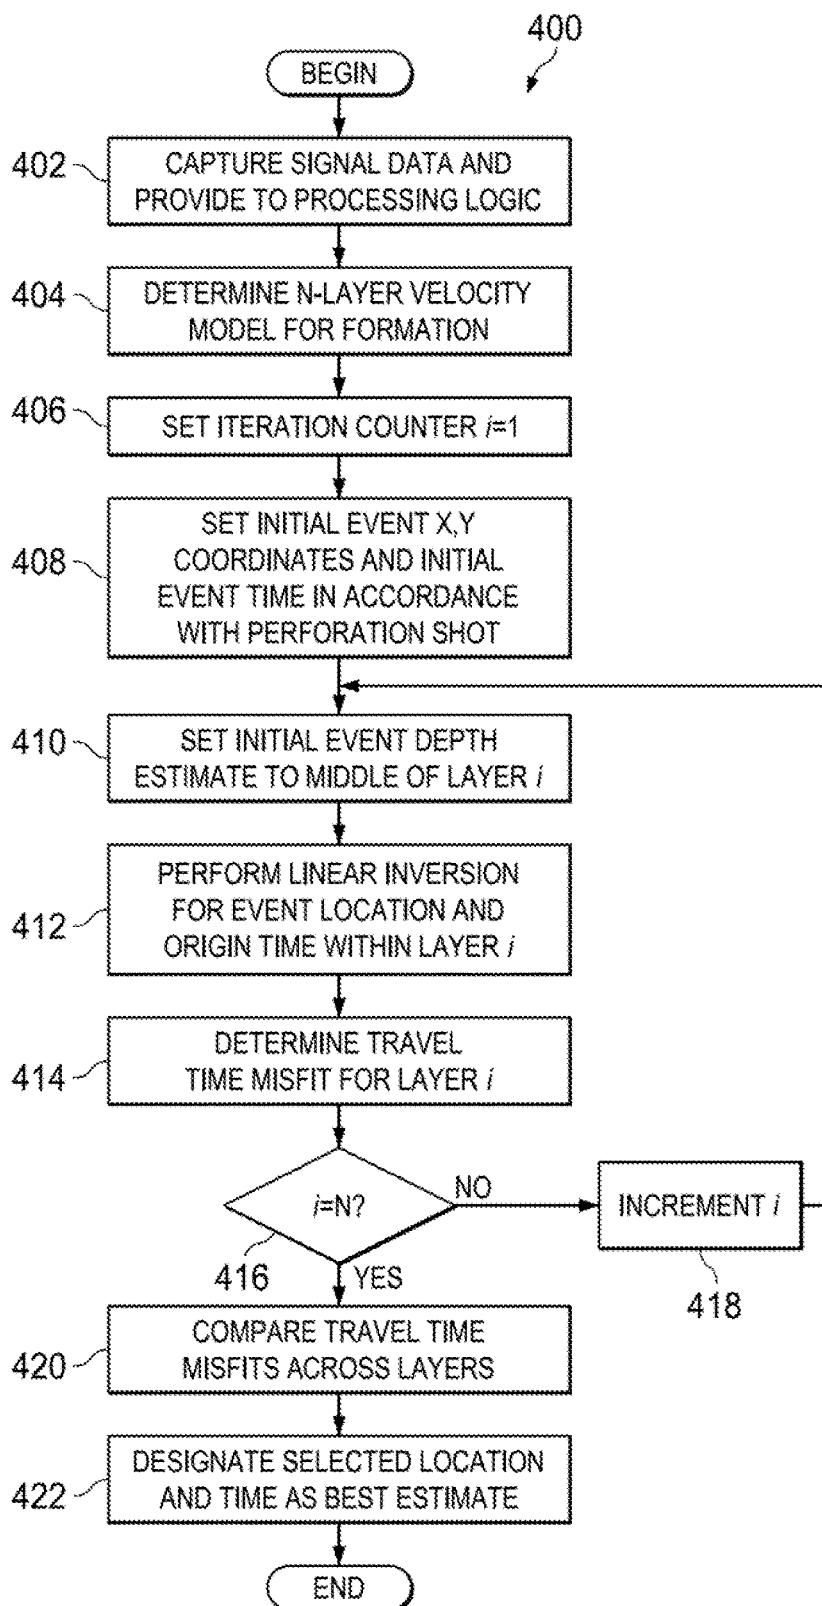 400
BEGIN
402
CAPTURE SIGNAL DATA AND
PROVIDE TO PROCESSING LOGIC
404
DETERMINE N-LAYER VELOCITY
MODEL FOR FORMATION
406
SET ITERATION COUNTER i=1
408
SET INITIAL EVENT X,Y
COORDINATES AND INITIAL
EVENT TIME IN ACCORDANCE
WITH PERFORATION SHOT
410
SET INITIAL EVENT DEPTH
ESTIMATE TO MIDDLE OF LAYER i
412
PERFORM LINEAR INVERSION
FOR EVENT LOCATION AND
ORIGIN TIME WITHIN LAYER i
414
DETERMINE TRAVEL
TIME MISFIT FOR LAYER i
i=N?
NO
INCREMENT i
416
YES
418
420
COMPARE TRAVEL TIME
MISFITS ACROSS LAYERS
422
DESIGNATE SELECTED LOCATION
AND TIME AS BEST ESTIMATE
END